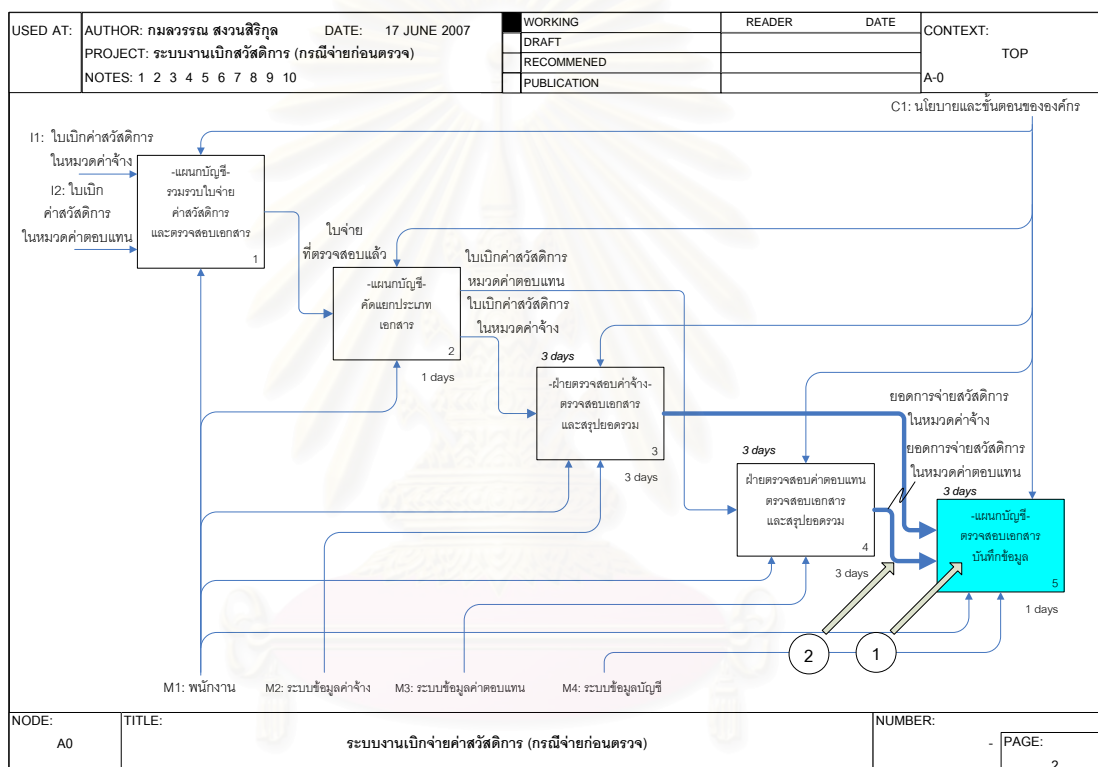 USED AT:
AUTHOR: กมลวรรณ สงวนสิริกุล DATE: 17 JUNE 2007
PROJECT: ระบบงานเบิกสวัสดิการ (กรณีจ่ายก่อนตรวจ)
NOTES: 1 2 3 4 5 6 7 8 9 10
WORKING READER DATE
DRAFT
RECOMMENED
PUBLICATION
CONTEXT:
TOP
A-0
C1: นโยบายและขั้นตอนขององค์กร
I1: ใบเบิกค่าสวัสดิการ
ในหมวดค่าจ้าง
I2: ใบเบิก
ค่าสวัสดิการ
ในหมวดค่าตอบแทน
-แผนกบัญชี-
รวมรวบใบจ่าย
ค่าสวัสดิการ
และตรวจสอบเอกสาร
1
ใบจ่าย
ที่ตรวจสอบแล้ว
-แผนกบัญชี-
คัดแยกประเภท
เอกสาร
2
1 days
ใบเบิกค่าสวัสดิการ
หมวดค่าตอบแทน
ใบเบิกค่าสวัสดิการ
ในหมวดค่าจ้าง
3 days
-ฝ่ายตรวจสอบค่าจ้าง-
ตรวจสอบเอกสาร
และสรุปยอดรวม
3
3 days
3 days
ฝ่ายตรวจสอบค่าตอบแทน
ตรวจสอบเอกสาร
และสรุปยอดรวม
4
3 days
ยอดการจ่ายสวัสดิการ
ในหมวดค่าจ้าง
ยอดการจ่ายสวัสดิการ
ในหมวดค่าตอบแทน
3 days
-แผนกบัญชี-
ตรวจสอบเอกสาร
บันทึกข้อมูล
5
1 days
2
1
M1: พนักงาน
M2: ระบบข้อมูลค่าจ้าง
M3: ระบบข้อมูลค่าตอบแทน
M4: ระบบข้อมูลบัญชี
NODE:
A0
TITLE:
ระบบงานเบิกจ่ายค่าสวัสดิการ (กรณีจ่ายก่อนตรวจ)
NUMBER:
-
PAGE:
2